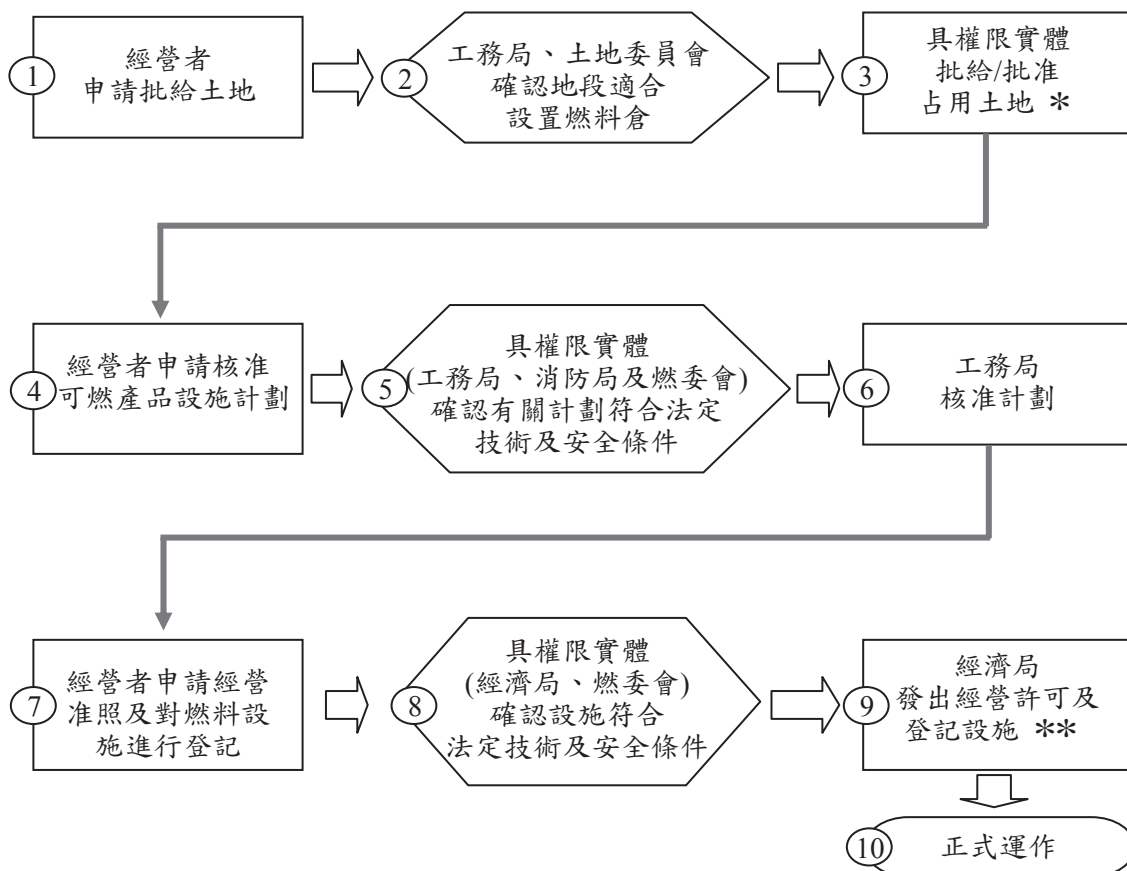 ①
經營者
申請批給土地
②
工務局、土地委員會
確認地段適合
設置燃料倉
③
具權限實體
批給/批准
占用土地 *
④
經營者申請核准
可燃產品設施計劃
⑤
具權限實體
(工務局、消防局及燃委會)
確認有關計劃符合法定
技術及安全條件
⑥
工務局
核准計劃
⑦
經營者申請經營
准照及對燃料設
施進行登記
⑧
具權限實體
(經濟局、燃委會)
確認設施符合
法定技術及安全條件
⑨
經濟局
發出經營許可及
登記設施 **
⑩
正式運作